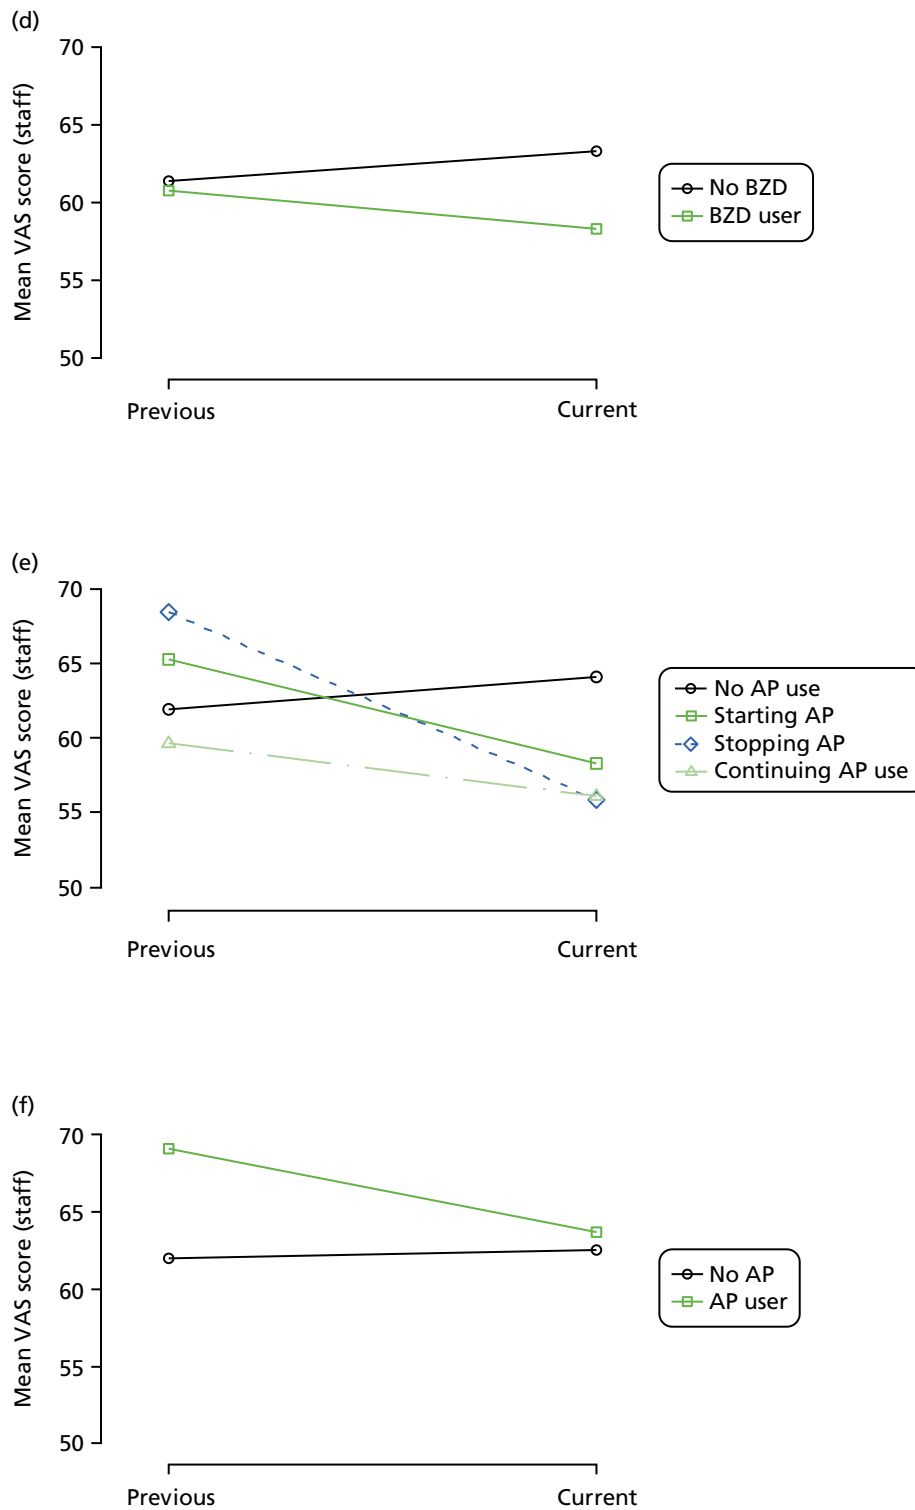 (d)
70
65
60
55
50
Mean VAS score (staff)
Previous
Current
No BZD
BZD user
(e)
70
65
60
55
50
Mean VAS score (staff)
Previous
Current
No AP use
Starting AP
Stopping AP
Continuing AP use
(f)
70
65
60
55
50
Mean VAS score (staff)
Previous
Current
No AP
AP user